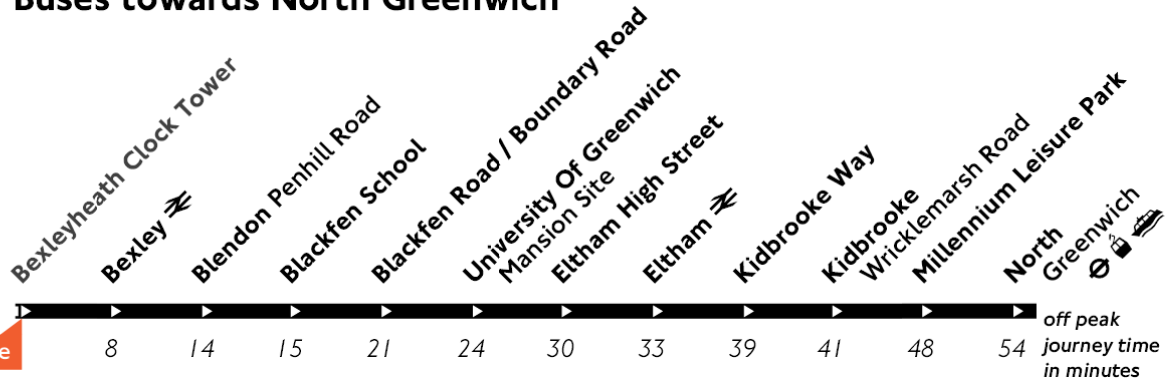 Buses towards North Greenwich
Bexleyheath Clock Tower
Bexley
Blendon Penhill Road
Blackfen School
Blackfen Road / Boundary Road
University Of Greenwich
Mansion Site
Eltham High Street
Eltham
Kidbrooke Way
Kidbrooke
Wricklemarsh Road
Millennium Leisure Park
North
Greenwich
e
8 14 15 21 24 30 33 39 41 48 54
off peak
journey time
in minutes